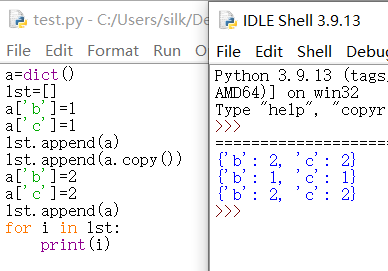 test.py - C:/Users/silk/De
File Edit Format Run O
a=dict()
lst=[]
a['b']=1
a['c']=1
lst.append(a)
lst.append(a.copy())
a['b']=2
a['c']=2
lst.append(a)
for i in lst:
    print(i)
IDLE Shell 3.9.13
File Edit Shell Debu
Python 3.9.13 (tags
AMD64)] on win32
Type "help", "copyr
>>>
=====================
{'b': 2, 'c': 2}
{'b': 1, 'c': 1}
{'b': 2, 'c': 2}
>>>